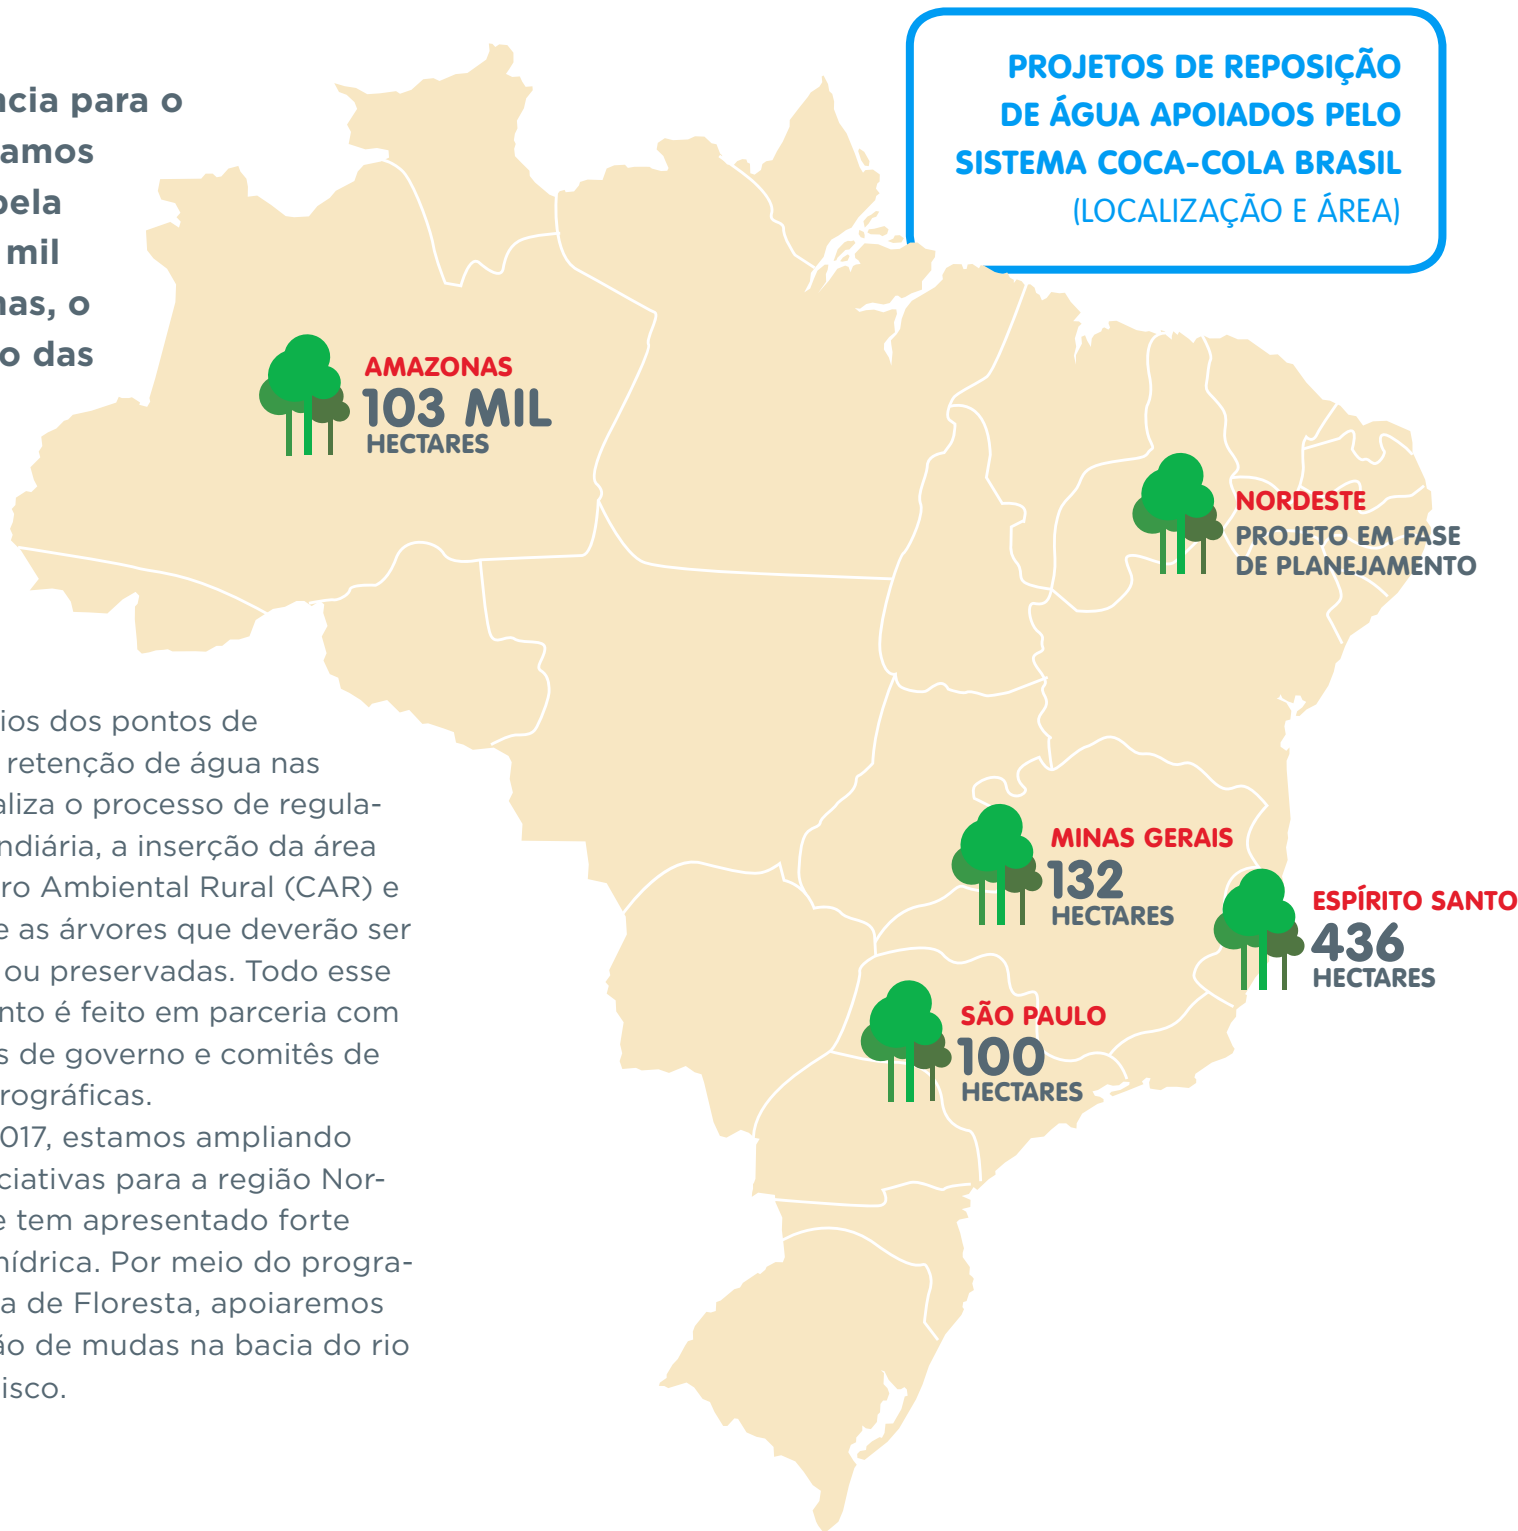 ncia para o
amos
pela
mil
nas, o
o das
ios dos pontos de
retenção de água nas
aliza o processo de regula-
ndiária, a inserção da área
ro Ambiental Rural (CAR) e
e as árvores que deverão ser
ou preservadas. Todo esse
nto é feito em parceria com
s de governo e comitês de
rográficas.
017, estamos ampliando
ciativas para a região Nor-
e tem apresentado forte
hídrica. Por meio do progra-
a de Floresta, apoiaremos
ão de mudas na bacia do rio
isco.
PROJETOS DE REPOSIÇÃO
DE ÁGUA APOIADOS PELO
SISTEMA COCA-COLA BRASIL
(LOCALIZAÇÃO E ÁREA)
AMAZONAS
103 MIL
HECTARES
NORDESTE
PROJETO EM FASE
DE PLANEJAMENTO
MINAS GERAIS
132
HECTARES
ESPÍRITO SANTO
436
HECTARES
SÃO PAULO
100
HECTARES